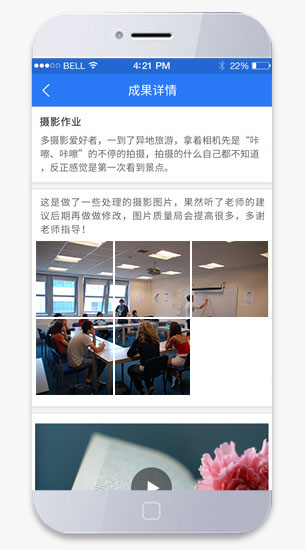 BELL 4:21 PM 22%
成果详情
摄影作业
多摄影爱好者，一到了异地旅游，拿着相机先是“咔
嚓、咔嚓”的不停的拍摄，拍摄的什么自己都不知道
，反正感觉是第一次看到景点。
这是做了一些处理的摄影图片，果然听了老师的建
议后期再做做修改，图片质量局会提高很多，多谢
老师指导！